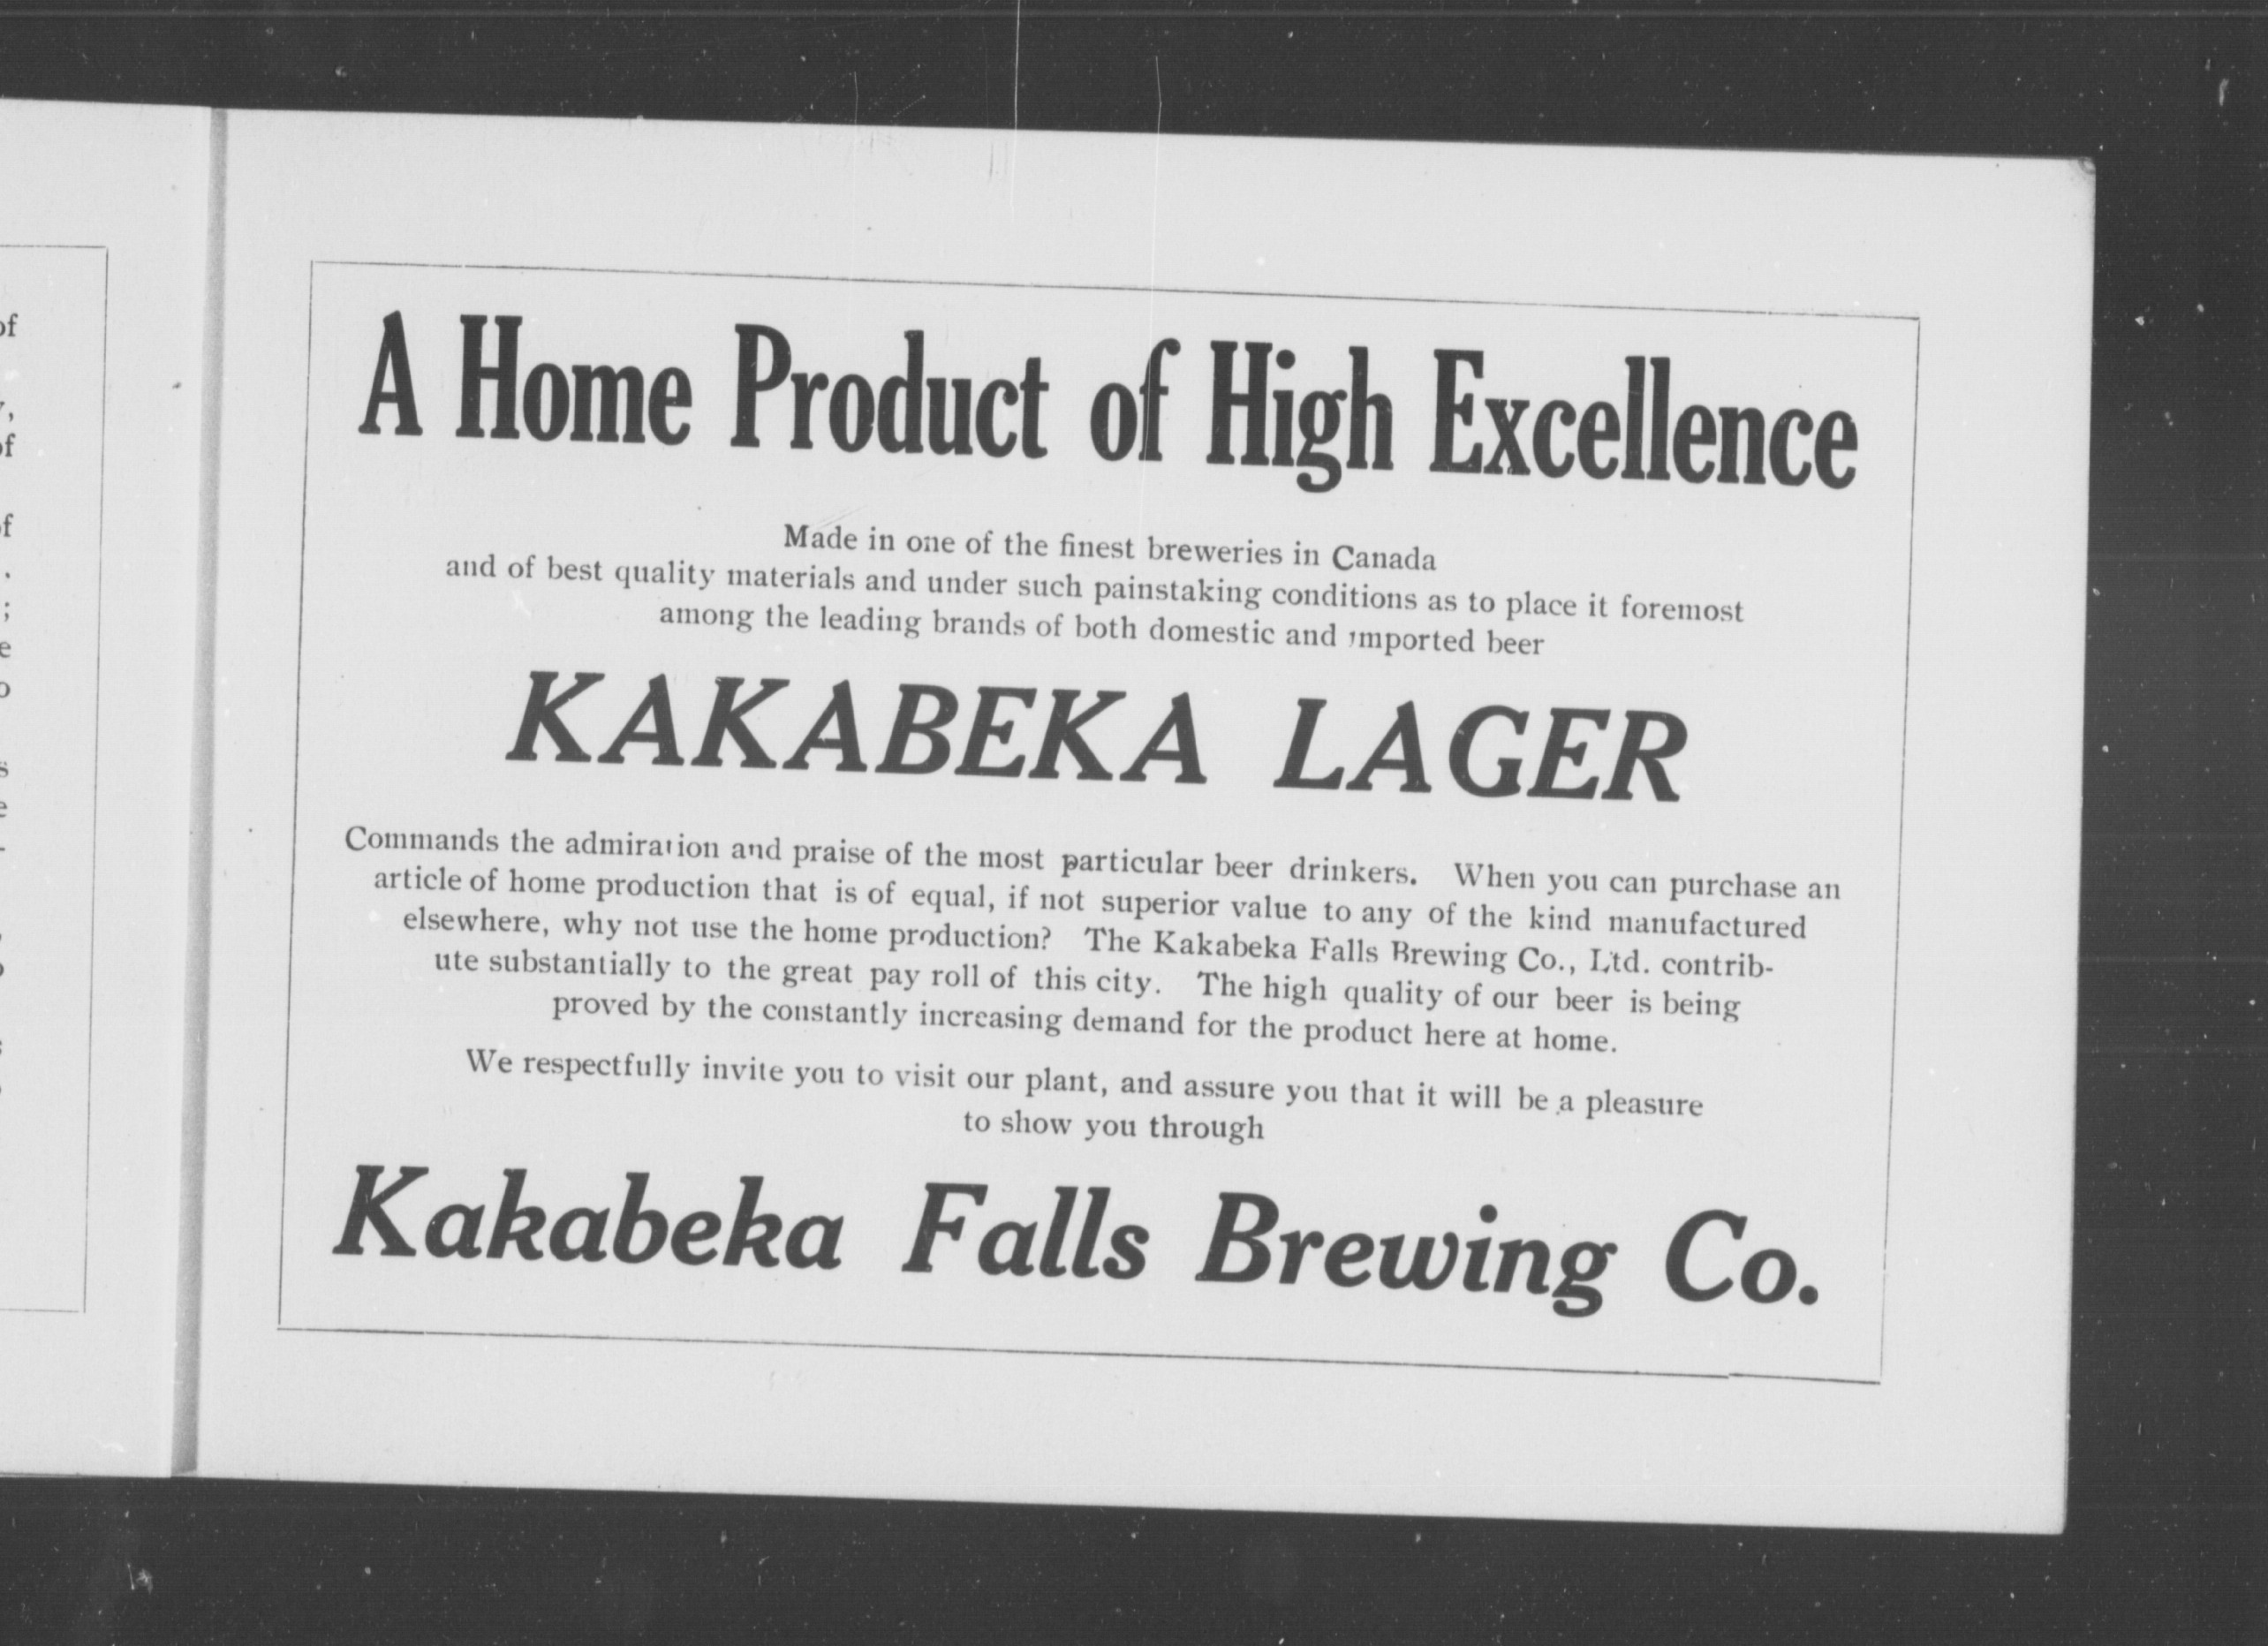 A Home Product of High Excellence
Made in one of the finest breweries in Canada
and of best quality materials and under such painstaking conditions as to place it foremost
among the leading brands of both domestic and imported beer
KAKABEKA LAGER
Commands the admiration and praise of the most particular beer drinkers. When you can purchase an
article of home production that is of equal, if not superior value to any of the kind manufactured
elsewhere, why not use the home production? The Kakabeka Falls Brewing Co., Ltd. contrib-
ute substantially to the great pay roll of this city. The high quality of our beer is being
proved by the constantly increasing demand for the product here at home.
We respectfully invite you to visit our plant, and assure you that it will be a pleasure
to show you through
Kakabeka Falls Brewing Co.